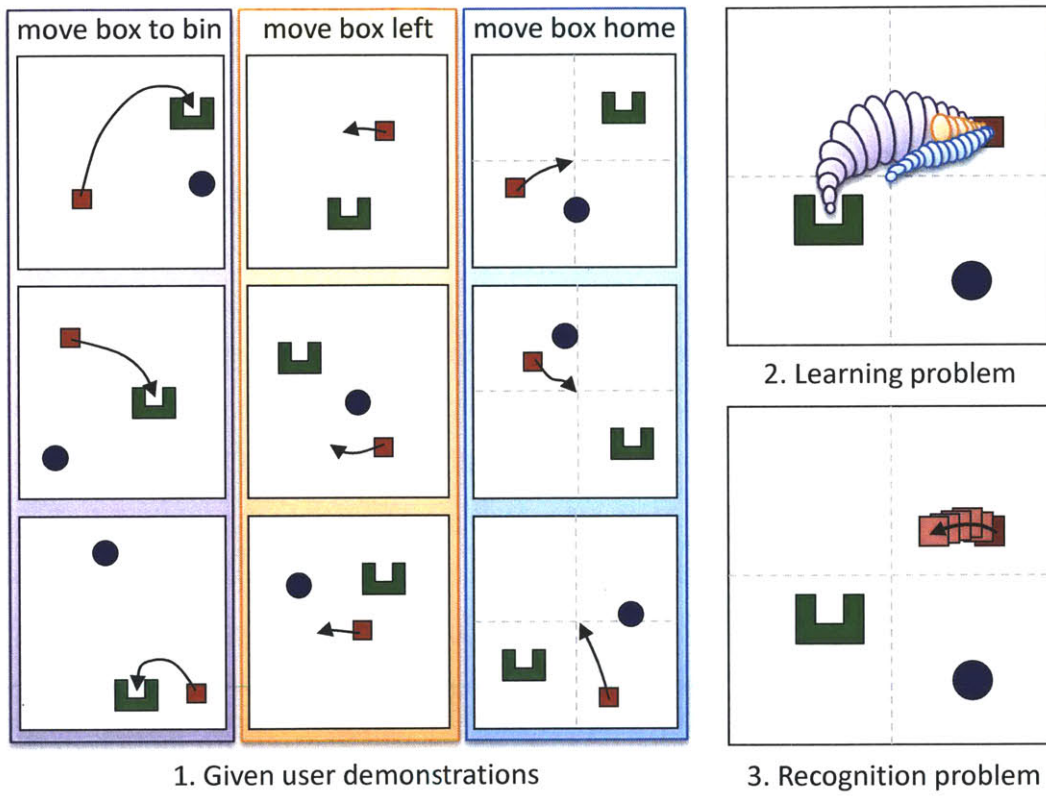 move box to bin
move box left
move box home
2. Learning problem
1. Given user demonstrations
3. Recognition problem